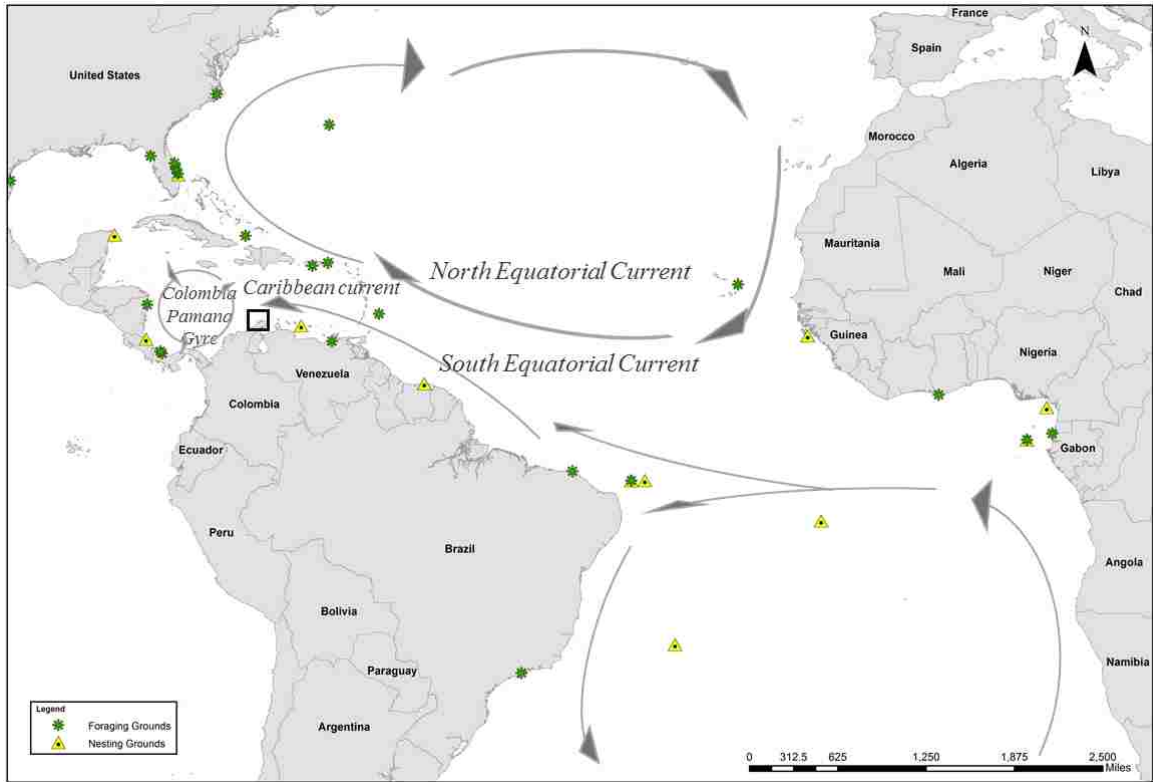 France
Spain
N
United States
Morocco
Algeria
Libya
Mauritania
Mali
Niger
Chad
North Equatorial Current
Caribbean current
Colombia
Pamana
Gyre
Guinea
Nigeria
South Equatorial Current
Venezuela
Colombia
Ecuador
Gabon
Peru
Brazil
Angola
Bolivia
Paraguay
Namibia
Argentina
Legend
Foraging Grounds
Nesting Grounds
0 312.5 625 1,250 1,875 2,500
Miles